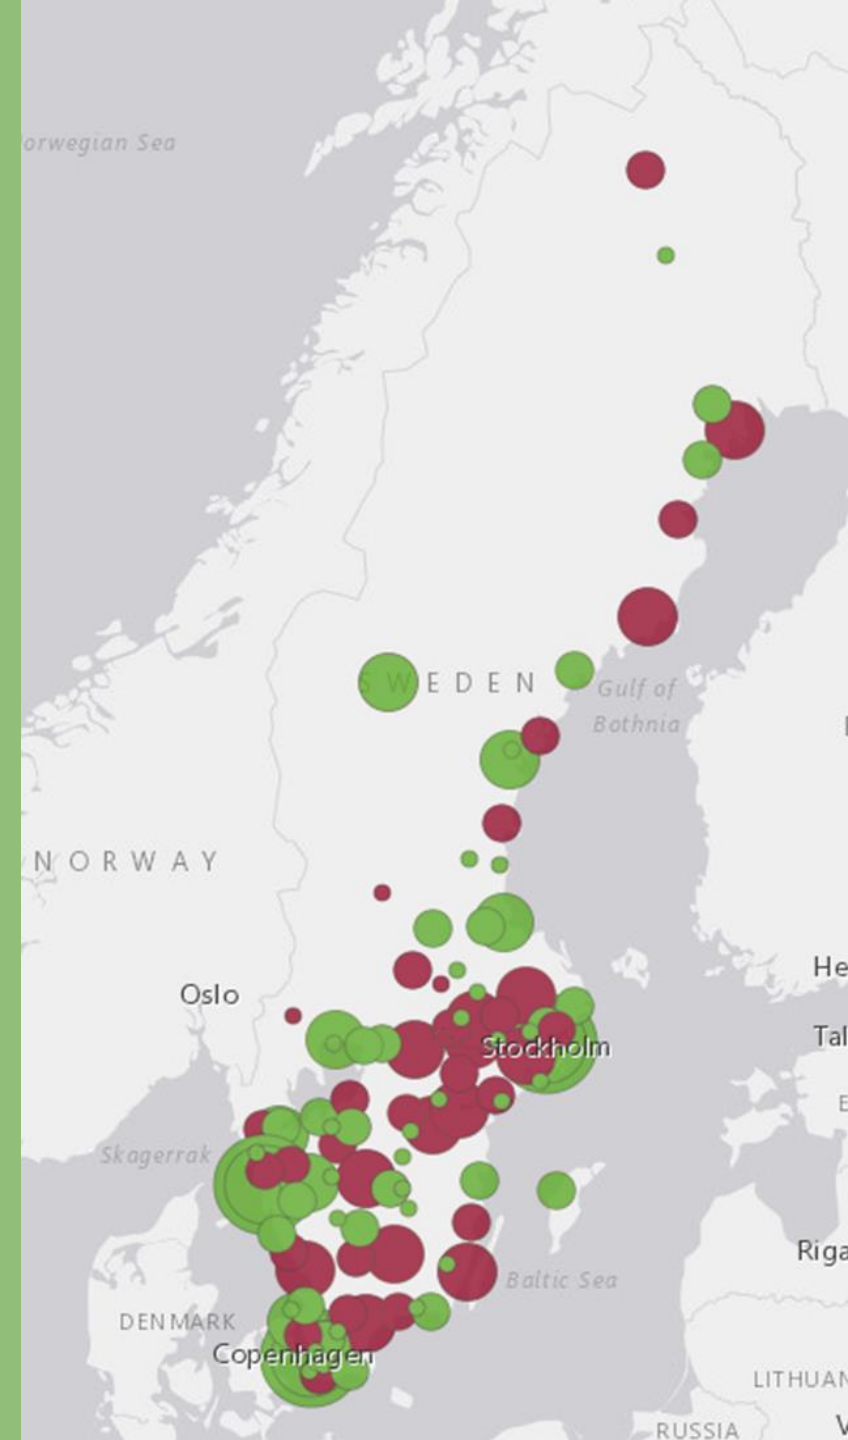 orwegian Sea
SWEDEN
Gulf of
Bothnia
NORWAY
Oslo
He
Stockholm
Tal
E
Skagerrak
Riga
Baltic Sea
DENMARK
Copenhagen
LITHUAN
RUSSIA
V